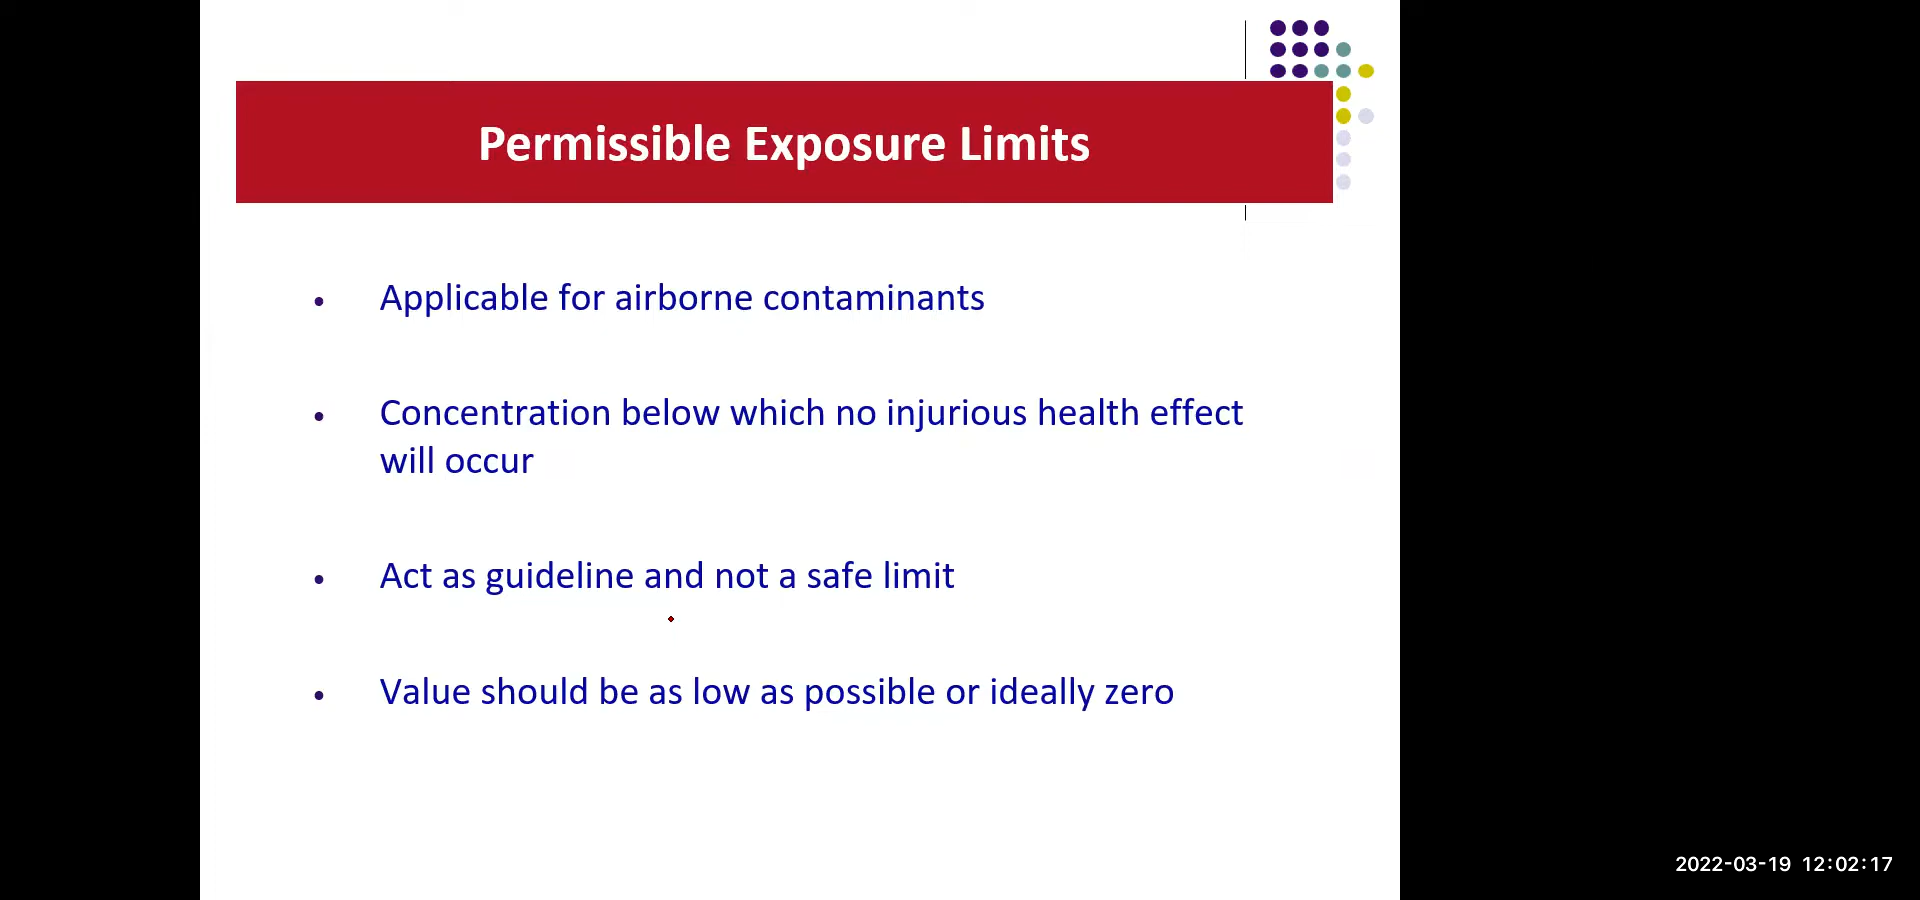 Permissible Exposure Limits
• Applicable for airborne contaminants
• Concentration below which no injurious health effect
will occur
• Act as guideline and not a safe limit
• Value should be as low as possible or ideally zero
2022-03-19 12:02:17